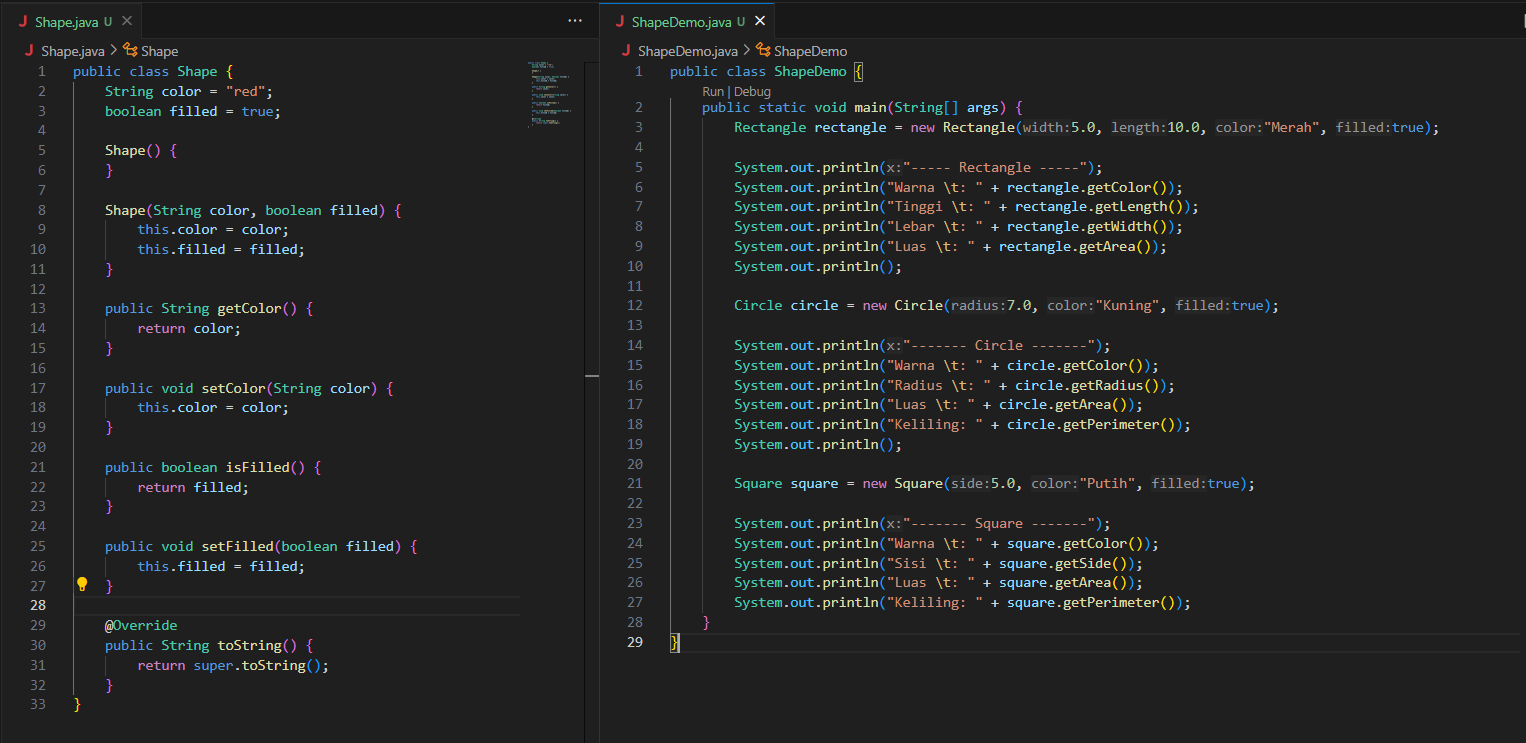 Shape.java U
Shape.java > Shape
1 public class Shape {
2 String color = "red";
3 boolean filled = true;
4
5 Shape() {
6 }
7
8 Shape(String color, boolean filled) {
9 this.color = color;
10 this.filled = filled;
11 }
12
13 public String getColor() {
14 return color;
15 }
16
17 public void setColor(String color) {
18 this.color = color;
19 }
20
21 public boolean isFilled() {
22 return filled;
23 }
24
25 public void setFilled(boolean filled) {
26 this.filled = filled;
27 }
28
29 @Override
30 public String toString() {
31 return super.toString();
32 }
33 }
ShapeDemo.java U
ShapeDemo.java > ShapeDemo
1 public class ShapeDemo {
Run | Debug
2 public static void main(String[] args) {
3 Rectangle rectangle = new Rectangle(width:5.0, length:10.0, color:"Merah", filled:true);
4
5 System.out.println(x:"----- Rectangle -----");
6 System.out.println("Warna \t: " + rectangle.getColor());
7 System.out.println("Tinggi \t: " + rectangle.getLength());
8 System.out.println("Lebar \t: " + rectangle.getWidth());
9 System.out.println("Luas \t: " + rectangle.getArea());
10 System.out.println();
11
12 Circle circle = new Circle(radius:7.0, color:"Kuning", filled:true);
13
14 System.out.println(x:"------- Circle -------");
15 System.out.println("Warna \t: " + circle.getColor());
16 System.out.println("Radius \t: " + circle.getRadius());
17 System.out.println("Luas \t: " + circle.getArea());
18 System.out.println("Keliling: " + circle.getPerimeter());
19 System.out.println();
20
21 Square square = new Square(side:5.0, color:"Putih", filled:true);
22
23 System.out.println(x:"------- Square -------");
24 System.out.println("Warna \t: " + square.getColor());
25 System.out.println("Sisi \t: " + square.getSide());
26 System.out.println("Luas \t: " + square.getArea());
27 System.out.println("Keliling: " + square.getPerimeter());
28 }
29 }